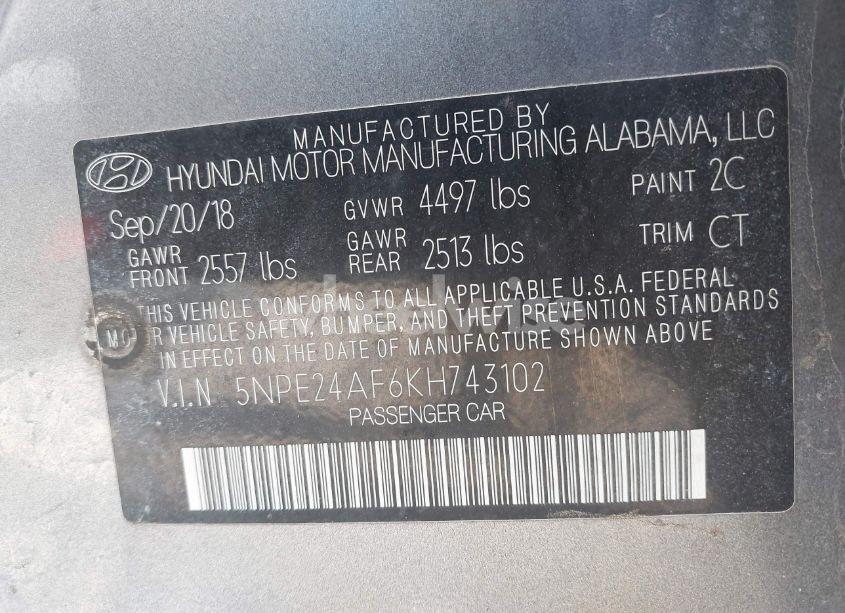 MANUFACTURED BY
HYUNDAI MOTOR MANUFACTURING ALABAMA, LLC
Sep/20/18 GVWR 4497 lbs PAINT 2C
GAWR FRONT 2557 lbs GAWR REAR 2513 lbs TRIM CT
THIS VEHICLE CONFORMS TO ALL APPLICABLE U.S.A. FEDERAL
MOTOR VEHICLE SAFETY, BUMPER, AND THEFT PREVENTION STANDARDS
IN EFFECT ON THE DATE OF MANUFACTURE SHOWN ABOVE
V.I.N 5NPE24AF6KH743102
PASSENGER CAR